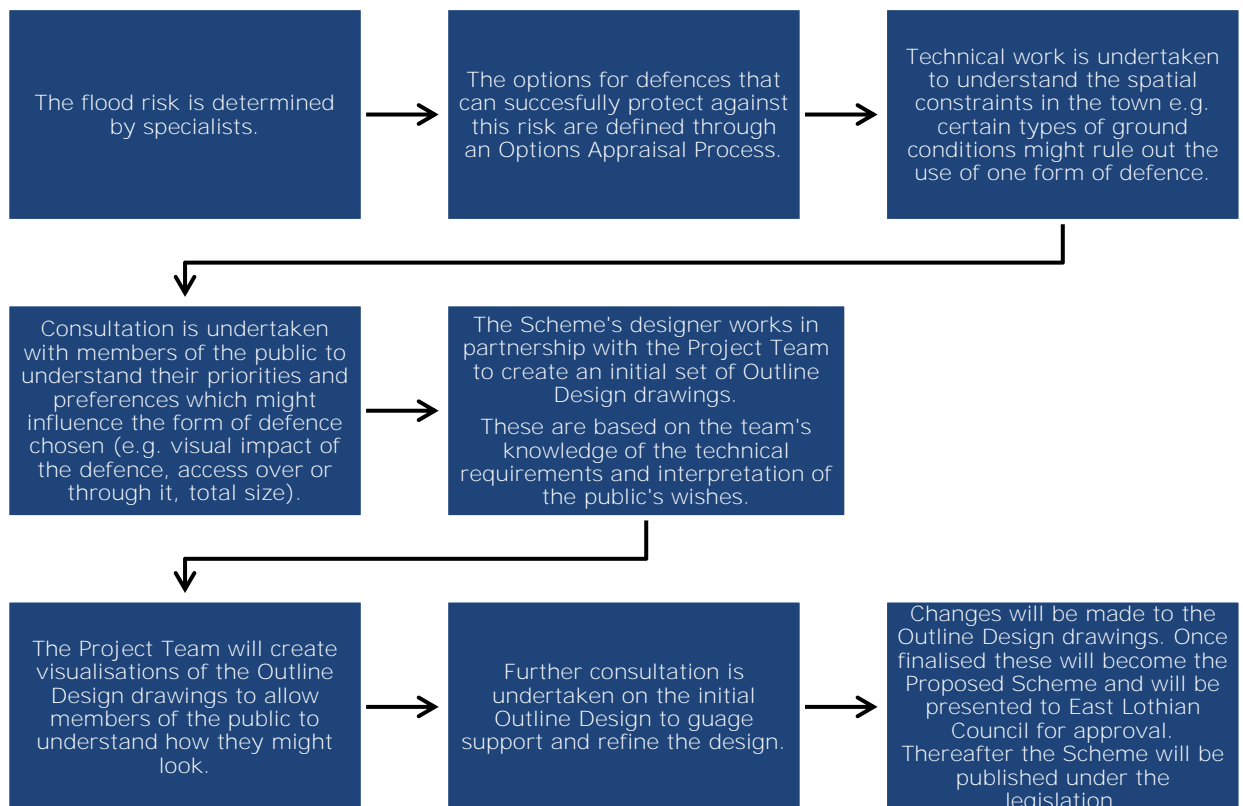 The flood risk is determined
by specialists.
The options for defences that
can succesfully protect against
this risk are defined through
an Options Appraisal Process.
Technical work is undertaken
to understand the spatial
constraints in the town e.g.
certain types of ground
conditions might rule out the
use of one form of defence.
Consultation is undertaken
with members of the public to
understand their priorities and
preferences which might
influence the form of defence
chosen (e.g. visual impact of
the defence, access over or
through it, total size).
The Scheme's designer works in
partnership with the Project Team
to create an initial set of Outline
Design drawings.
These are based on the team's
knowledge of the technical
requirements and interpretation of
the public's wishes.
The Project Team will create
visualisations of the Outline
Design drawings to allow
members of the public to
understand how they might
look.
Further consultation is
undertaken on the initial
Outline Design to guage
support and refine the design.
Changes will be made to the
Outline Design drawings. Once
finalised these will become the
Proposed Scheme and will be
presented to East Lothian
Council for approval.
Thereafter the Scheme will be
published under the
legislation